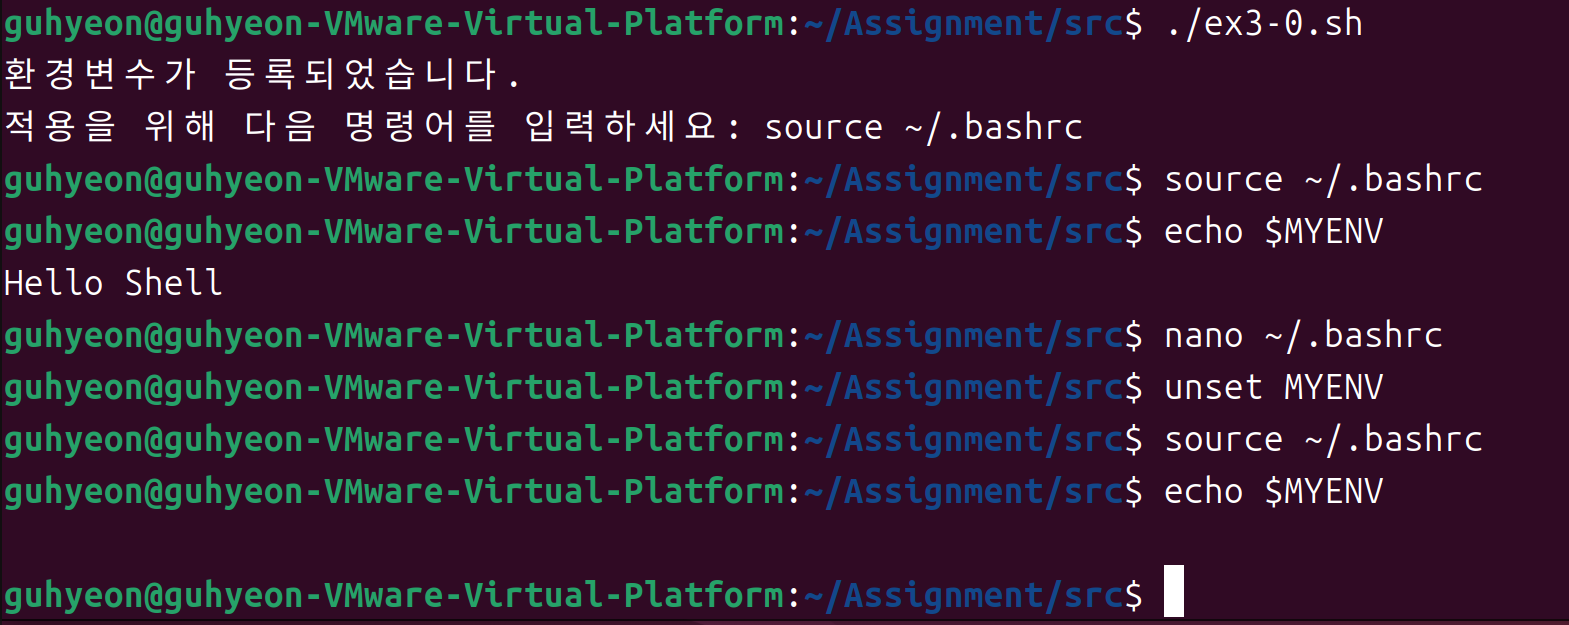 guhyeon@guhyeon-VMware-Virtual-Platform:~/Assignment/src$ ./ex3-0.sh
환경변수가 등록되었습니다.
적용을 위해 다음 명령어를 입력하세요: source ~/.bashrc
guhyeon@guhyeon-VMware-Virtual-Platform:~/Assignment/src$ source ~/.bashrc
guhyeon@guhyeon-VMware-Virtual-Platform:~/Assignment/src$ echo $MYENV
Hello Shell
guhyeon@guhyeon-VMware-Virtual-Platform:~/Assignment/src$ nano ~/.bashrc
guhyeon@guhyeon-VMware-Virtual-Platform:~/Assignment/src$ unset MYENV
guhyeon@guhyeon-VMware-Virtual-Platform:~/Assignment/src$ source ~/.bashrc
guhyeon@guhyeon-VMware-Virtual-Platform:~/Assignment/src$ echo $MYENV
guhyeon@guhyeon-VMware-Virtual-Platform:~/Assignment/src$